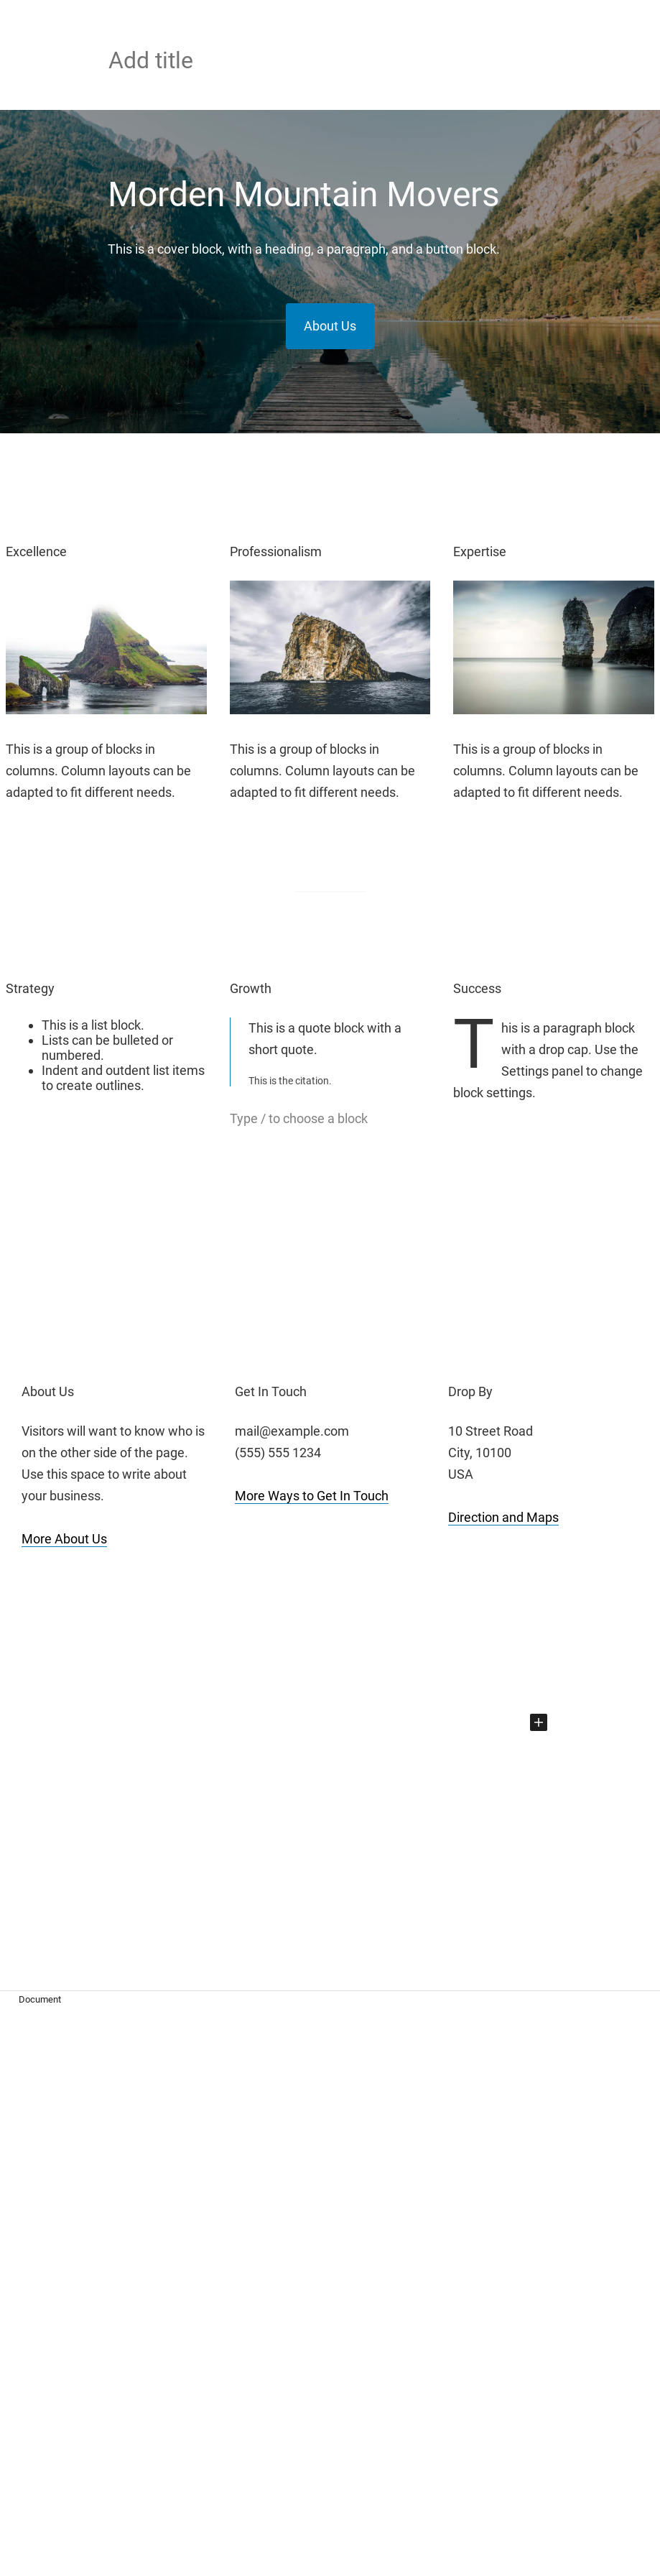 Add title
Morden Mountain Movers
This is a cover block, with a heading, a paragraph, and a button block.
About Us
Excellence
This is a group of blocks in
columns. Column layouts can be
adapted to fit different needs.
Professionalism
This is a group of blocks in
columns. Column layouts can be
adapted to fit different needs.
Expertise
This is a group of blocks in
columns. Column layouts can be
adapted to fit different needs.
Strategy
• This is a list block.
• Lists can be bulleted or
numbered.
• Indent and outdent list items
to create outlines.
Growth
This is a quote block with a
short quote.
This is the citation.
Type / to choose a block
Success
This is a paragraph block
with a drop cap. Use the
Settings panel to change
block settings.
About Us
Visitors will want to know who is
on the other side of the page.
Use this space to write about
your business.
More About Us
Get In Touch
mail@example.com
(555) 555 1234
More Ways to Get In Touch
Drop By
10 Street Road
City, 10100
USA
Direction and Maps
Document